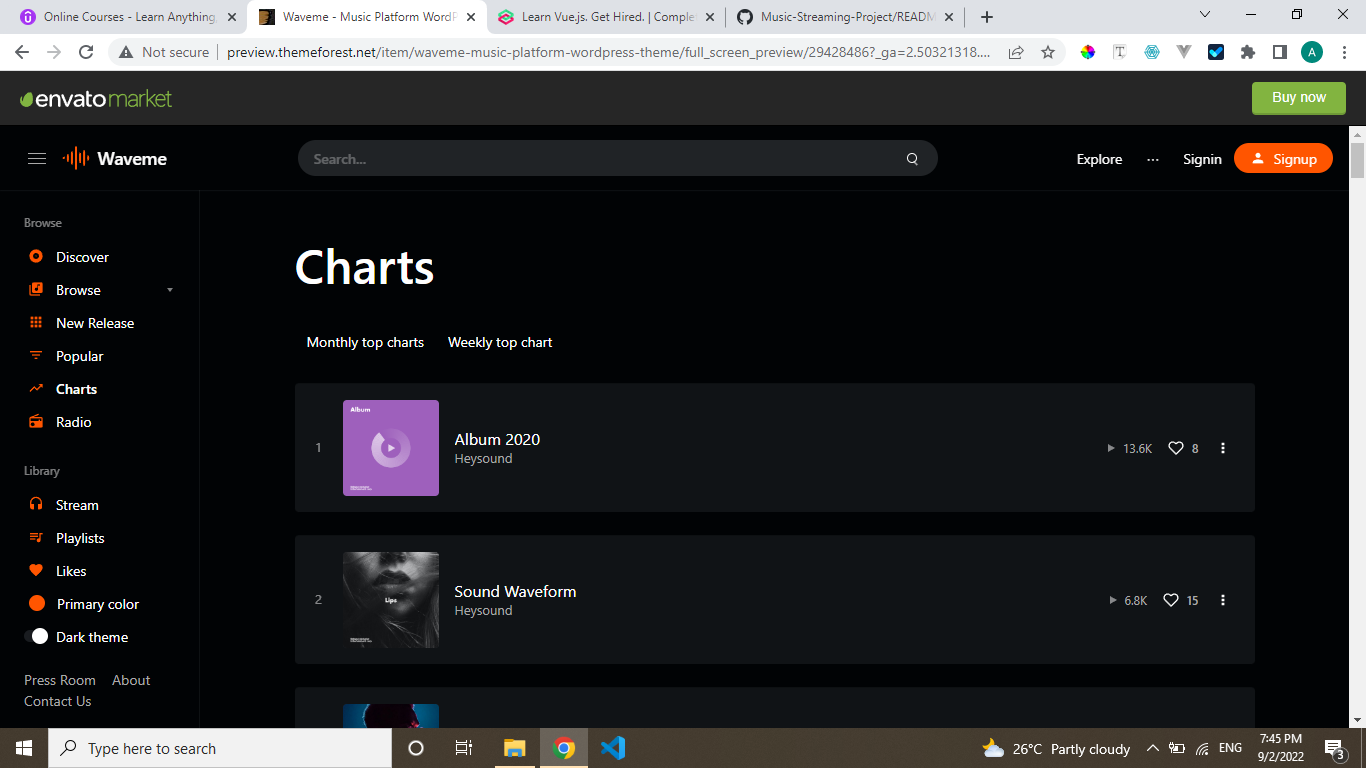 Online Courses - Learn Anything,
Waveme - Music Platform WordP
Learn Vue.js. Get Hired. | Comple
Music-Streaming-Project/README
Not secure
preview.themeforest.net/item/waveme-music-platform-wordpress-theme/full_screen_preview/29428486?_ga=2.50321318....
A
envatomarket
Buy now
Waveme
Search...
Explore
Signin
Signup
Browse
Discover
Browse
New Release
Popular
Charts
Radio
Library
Stream
Playlists
Likes
Primary color
Dark theme
Press Room About
Contact Us
Charts
Monthly top charts Weekly top chart
1
Album
Album 2020
Heysound
13.6K
8
2
Lips
Sound Waveform
Heysound
6.8K
15
Type here to search
26°C Partly cloudy
ENG
7:45 PM
9/2/2022
3